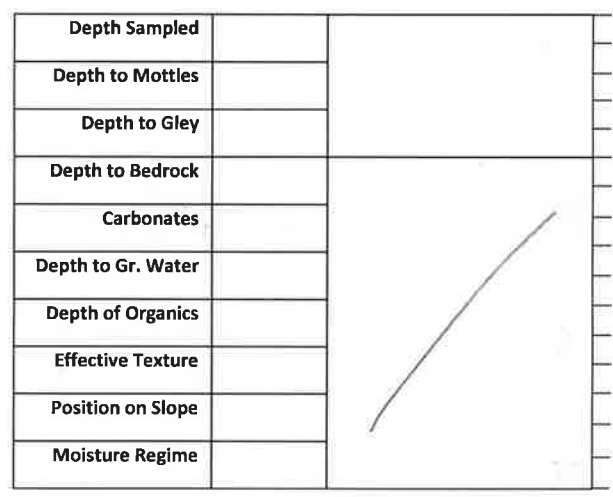 Depth Sampled
Depth to Mottles
Depth to Gley
Depth to Bedrock
Carbonates
Depth to Gr. Water
Depth of Organics
Effective Texture
Position on Slope
Moisture Regime